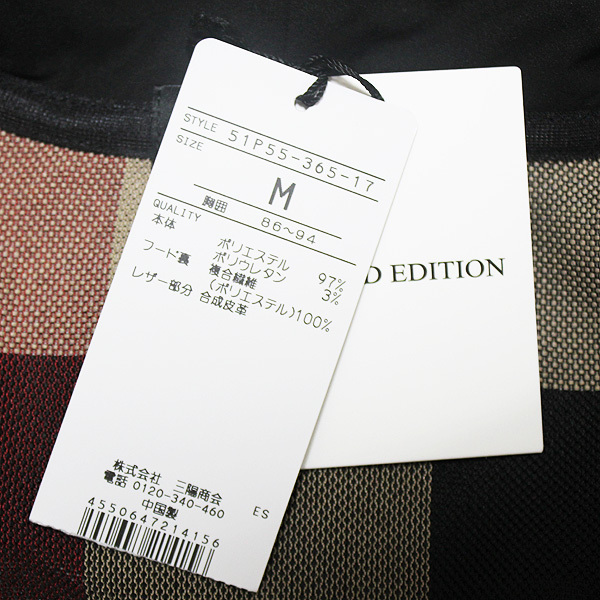 STYLE 51P55-365-17
SIZE
M
胸囲 86~94
QUALITY
本体 ポリエステル 97%
ポリウレタン 3%
フード裏 複合繊維
(ポリエステル)100%
レザー部分 合成皮革
株式会社 三陽商会
電話 0120-340-460
中国製 ES
4550647214156
D EDITION